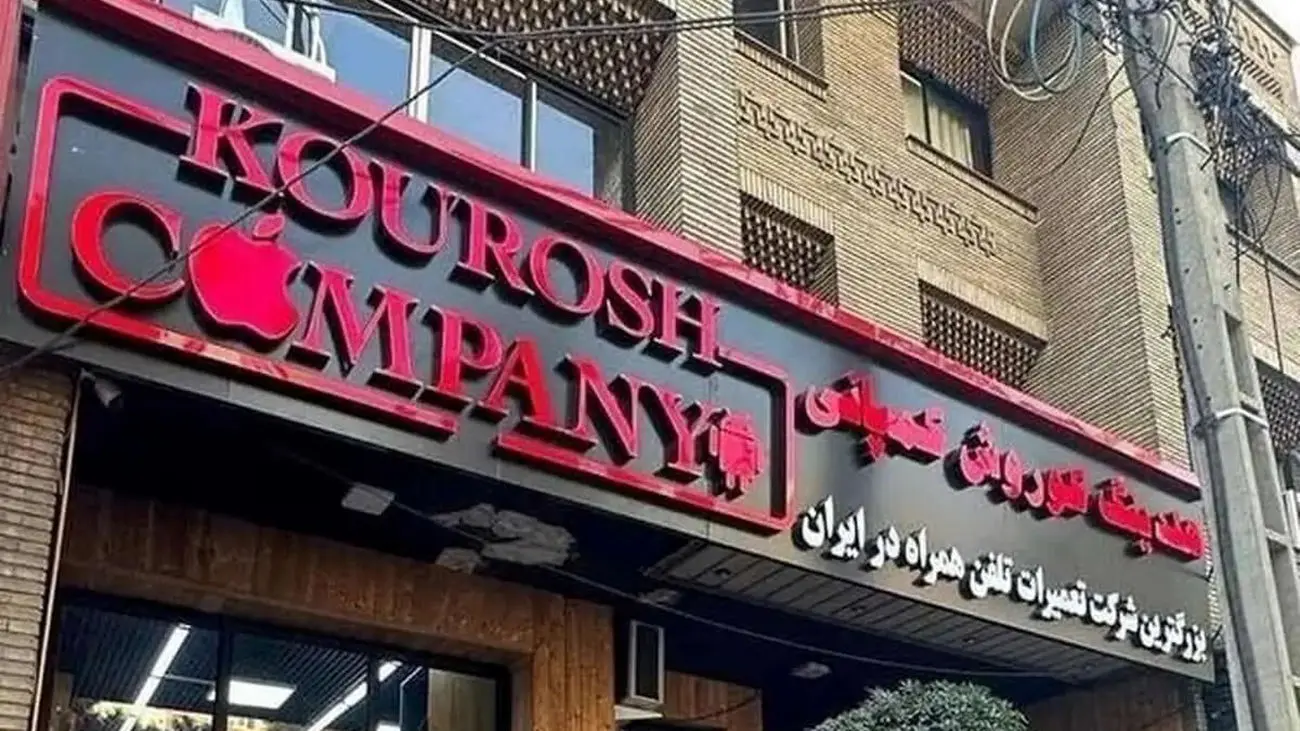 KOUROSH
COMPANY
هلدینگ کوروش کمپانی
بزرگترین شرکت تعمیرات تلفن همراه در ایران